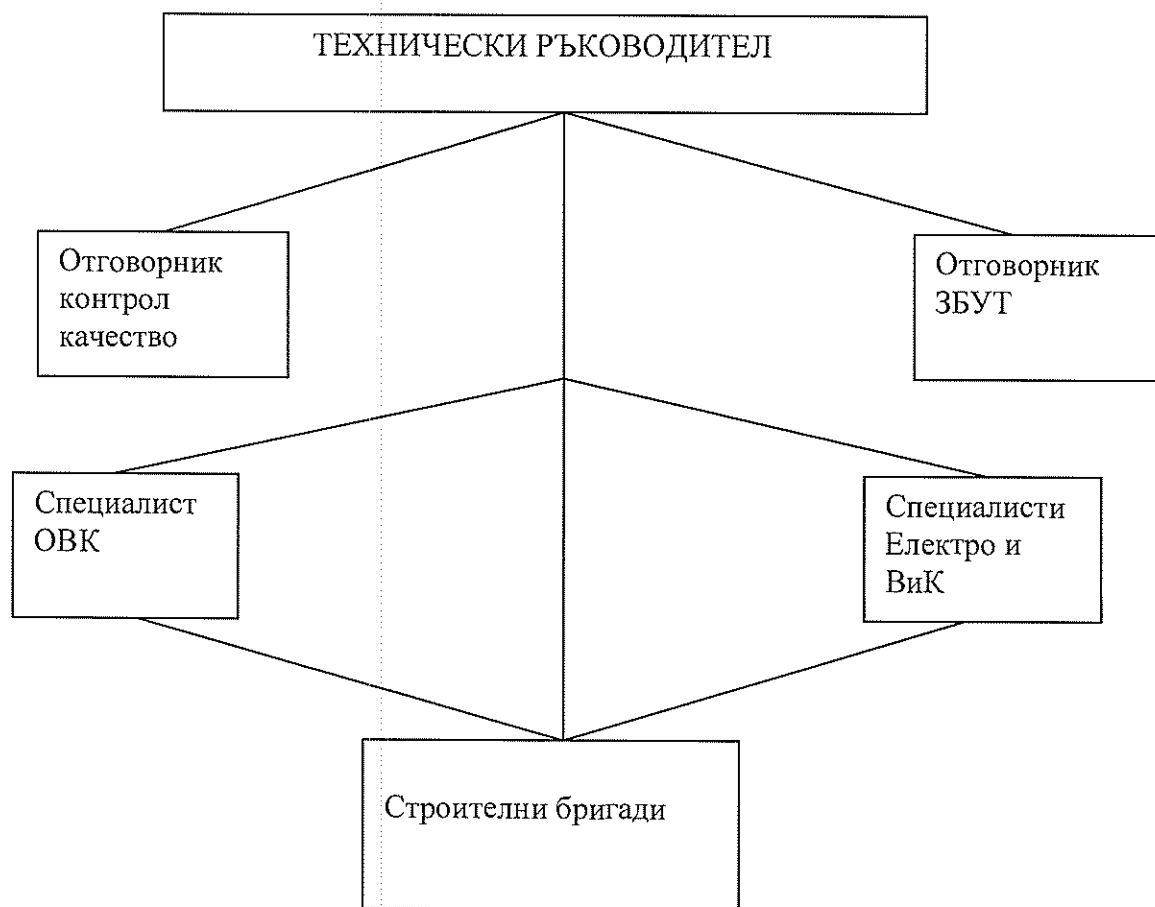 ТЕХНИЧЕСКИ РЪКОВОДИТЕЛ
Отговорник
контрол
качество
Отговорник
ЗБУТ
Специалист
ОВК
Специалисти
Електро и
ВиК
Строителни бригади